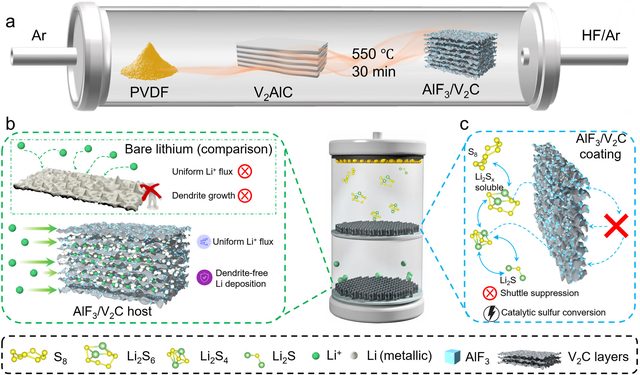 a
Ar
HF/Ar
550 ℃
30 min
PVDF
V₂AlC
AlF₃/V₂C
b
Bare lithium (comparison)
Li⁺
Uniform Li⁺ flux
Dendrite growth
Li⁺
Uniform Li⁺ flux
Dendrite-free
Li deposition
AlF₃/V₂C host
c
AlF₃/V₂C
coating
S₈
Li₂Sₓ
soluble
Li₂S
Shuttle suppression
Catalytic sulfur conversion
S₈
Li₂S₆
Li₂S₄
Li₂S
Li⁺
Li (metallic)
AlF₃
V₂C layers